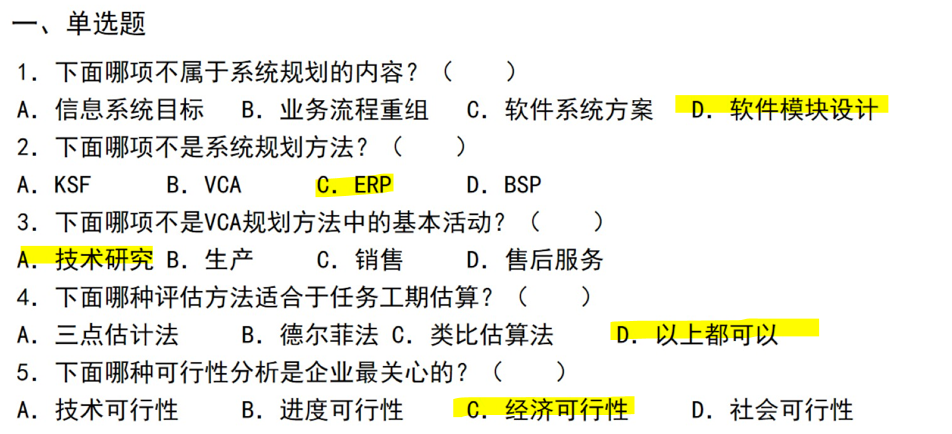 一、单选题
1．下面哪项不属于系统规划的内容？（　　）
A．信息系统目标 B．业务流程重组 C．软件系统方案 D．软件模块设计
2．下面哪项不是系统规划方法？（　　）
A．KSF B．VCA C．ERP D．BSP
3．下面哪项不是VCA规划方法中的基本活动？（　　）
A．技术研究 B．生产 C．销售 D．售后服务
4．下面哪种评估方法适合于任务工期估算？（　　）
A．三点估计法 B．德尔菲法 C．类比估算法 D．以上都可以
5．下面哪种可行性分析是企业最关心的？（　　）
A．技术可行性 B．进度可行性 C．经济可行性 D．社会可行性